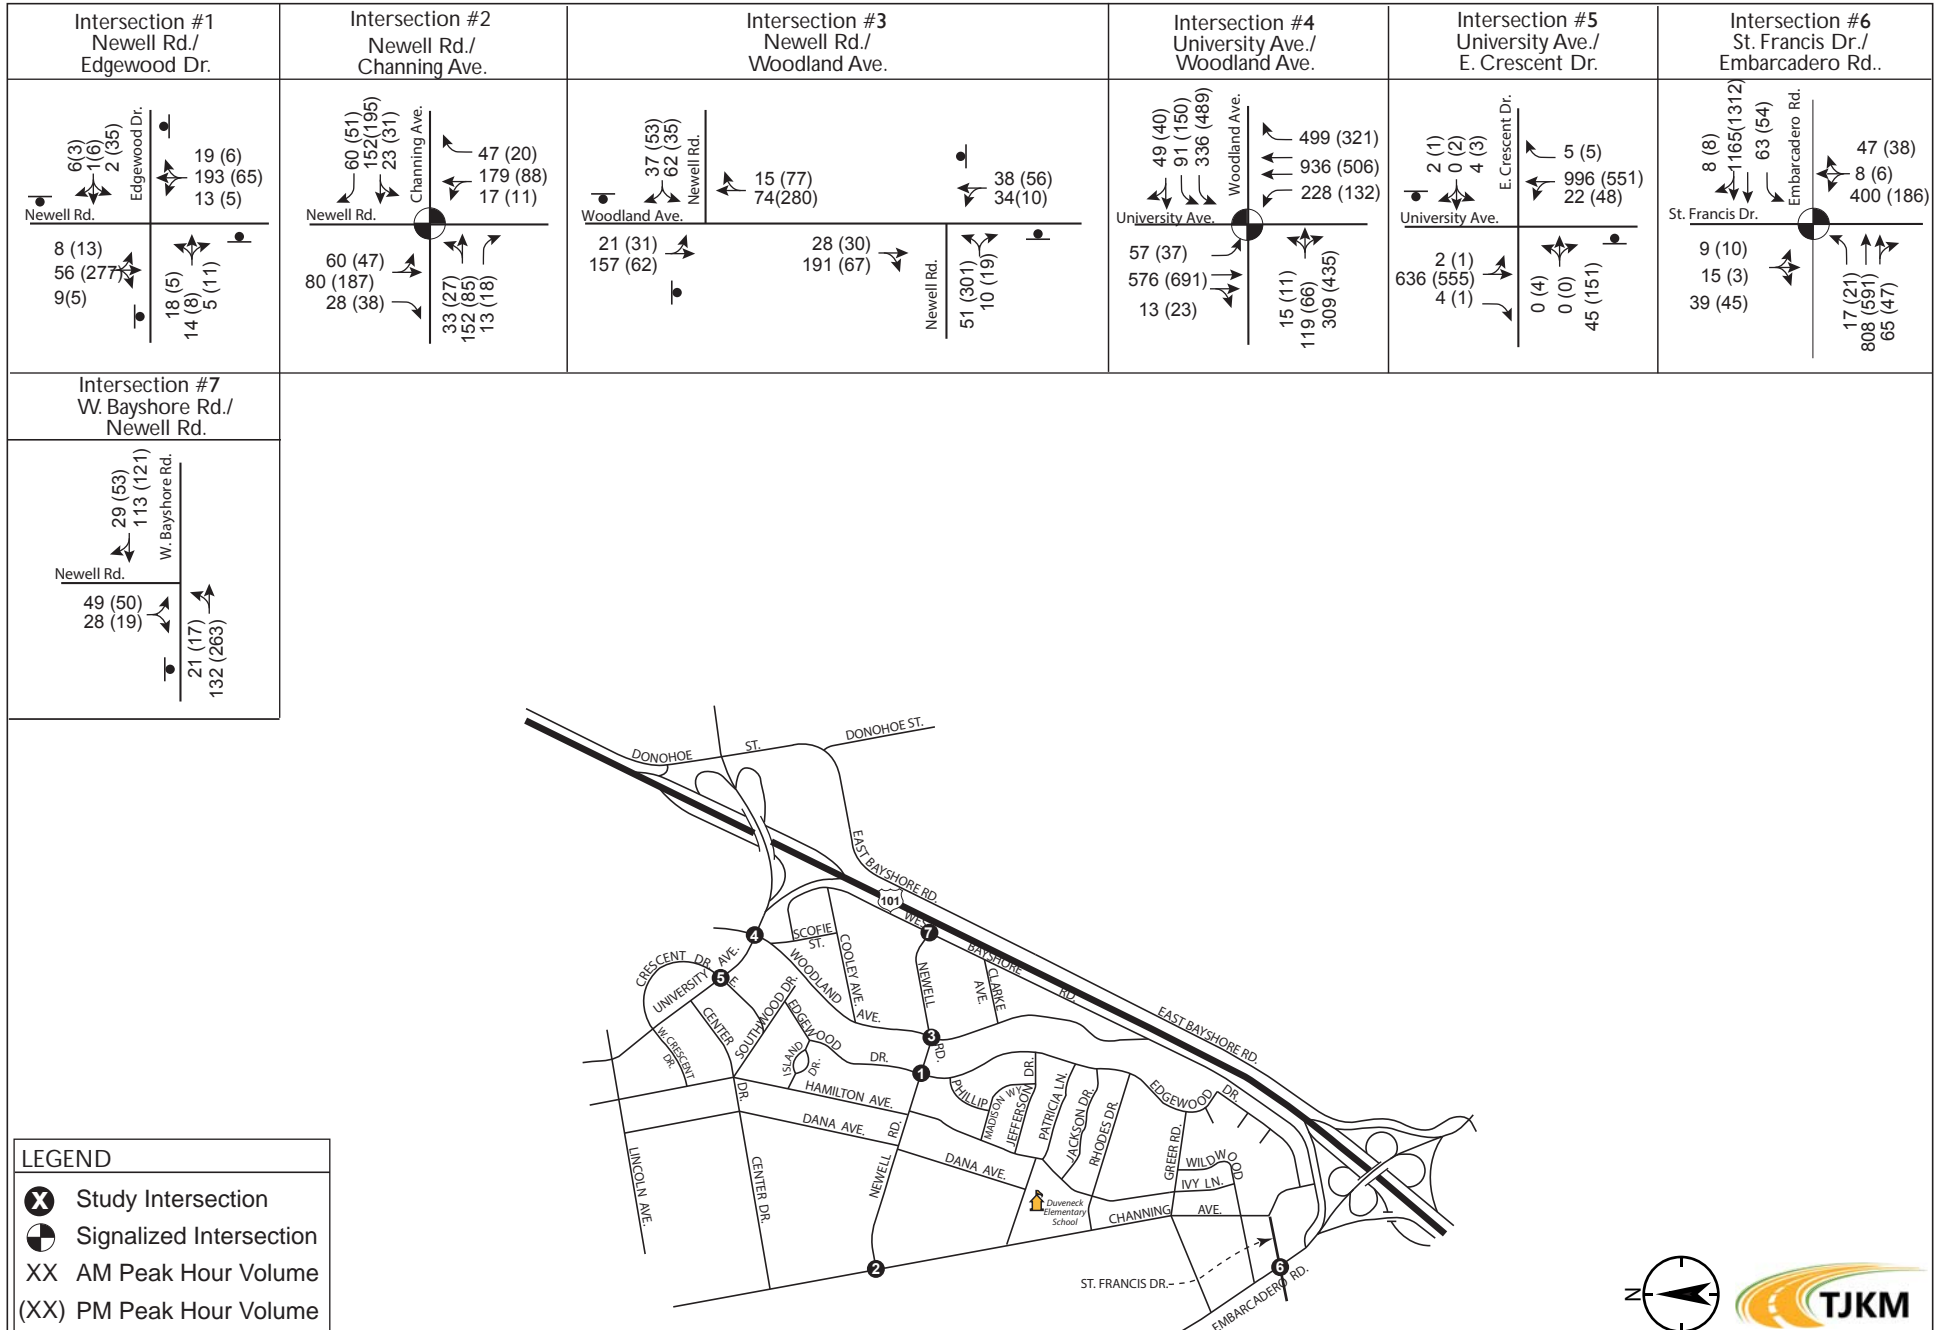 Intersection #1
Newell Rd./
Edgewood Dr.
6(3)
1(6)
2 (35)
Edgewood Dr.
19 (6)
193 (65)
13 (5)
Newell Rd.
8 (13)
56 (277)
9(5)
18 (5)
14 (8)
5 (11)
Intersection #2
Newell Rd./
Channing Ave.
60 (51)
152(195)
23 (31)
Channing Ave.
47 (20)
179 (88)
17 (11)
Newell Rd.
60 (47)
80 (187)
28 (38)
33 (27)
152 (85)
13 (18)
Intersection #3
Newell Rd./
Woodland Ave.
37 (53)
62 (35)
Newell Rd.
15 (77)
74(280)
38 (56)
34(10)
Woodland Ave.
21 (31)
157 (62)
28 (30)
191 (67)
Newell Rd.
51 (301)
10 (19)
Intersection #4
University Ave./
Woodland Ave.
49 (40)
91 (150)
336 (489)
Woodland Ave.
499 (321)
936 (506)
228 (132)
University Ave.
57 (37)
576 (691)
13 (23)
15 (11)
119 (66)
309 (435)
Intersection #5
University Ave./
E. Crescent Dr.
2 (1)
0 (2)
4 (3)
E. Crescent Dr.
5 (5)
996 (551)
22 (48)
University Ave.
2 (1)
636 (555)
4 (1)
0 (4)
0 (0)
45 (151)
Intersection #6
St. Francis Dr./
Embarcadero Rd..
8 (8)
1165(1312)
63 (54)
Embarcadero Rd.
47 (38)
8 (6)
400 (186)
St. Francis Dr.
9 (10)
15 (3)
39 (45)
17 (21)
808 (591)
65 (47)
Intersection #7
W. Bayshore Rd./
Newell Rd.
29 (53)
113 (121)
W. Bayshore Rd.
Newell Rd.
49 (50)
28 (19)
21 (17)
132 (263)
DONOHOE ST.
DONOHOE ST.
EAST BAYSHORE RD.
101
WES
7
BAYSHORE RD.
4
SCOFIE
ST.
COOLEY AVE.
WOODLAND AVE.
NEWELL RD.
CLARKE
AVE.
CRESCENT DR.
UNIVERSITY AVE.
5
E
CENTER DR.
SOUTHWOOD DR.
EDGEWOOD DR.
W. CRESCENT
DR.
ISLAND
DR.
3
1
EAST BAYSHORE RD.
HAMILTON AVE.
PHILLIP
MADISON WY
JEFFERSON DR.
PATRICIA LN.
JACKSON DR.
RHODES DR.
EDGEWOOD DR.
DANA AVE.
NEWELL RD.
DANA AVE.
GREER RD.
WILDWOOD
IVY LN.
LINCOLN AVE.
CENTER DR.
Duveneck
Elementary
School
CHANNING AVE.
2
ST. FRANCIS DR.
6
EMBARCADERO RD.
LEGEND
X Study Intersection
Signalized Intersection
XX AM Peak Hour Volume
(XX) PM Peak Hour Volume
N
TJKM